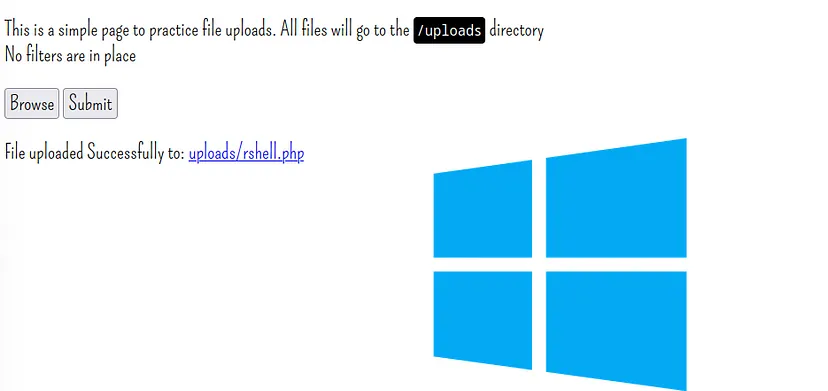 This is a simple page to practice file uploads. All files will go to the /uploads directory
No filters are in place
Browse Submit
File uploaded Successfully to: uploads/rshell.php